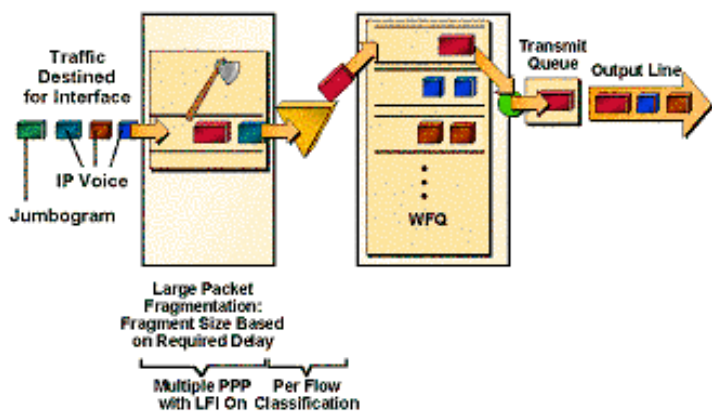 Traffic
Destined
for Interface
IP Voice
Jumbogram
Large Packet
Fragmentation:
Fragment Size Based
on Required Delay
Multiple PPP
with LFI On
Per Flow
Classification
WFQ
Transmit
Queue
Output Line